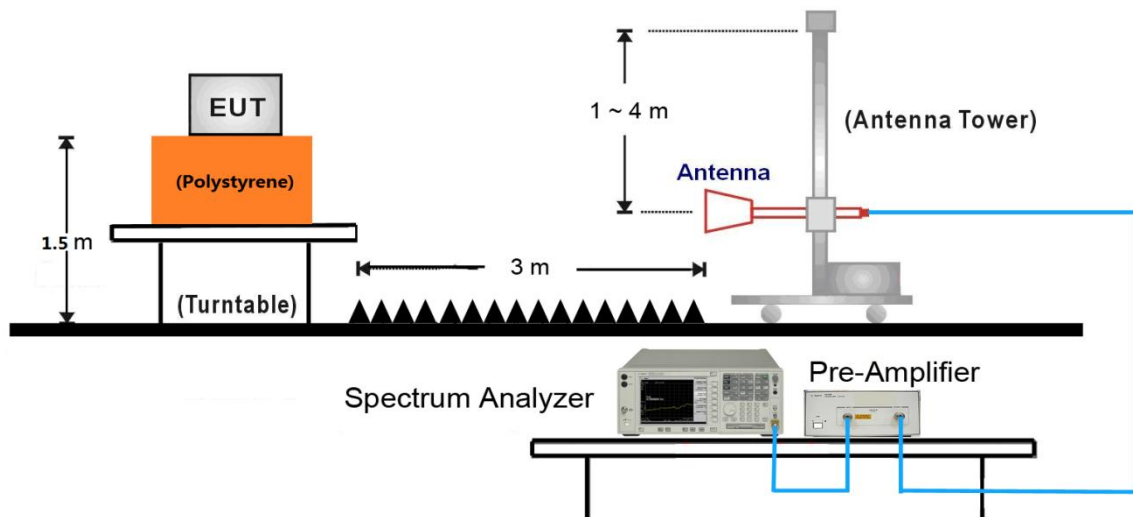 EUT
(Polystyrene)
1.5 m
(Turntable)
3 m
1 ~ 4 m
(Antenna Tower)
Antenna
Spectrum Analyzer
Pre-Amplifier